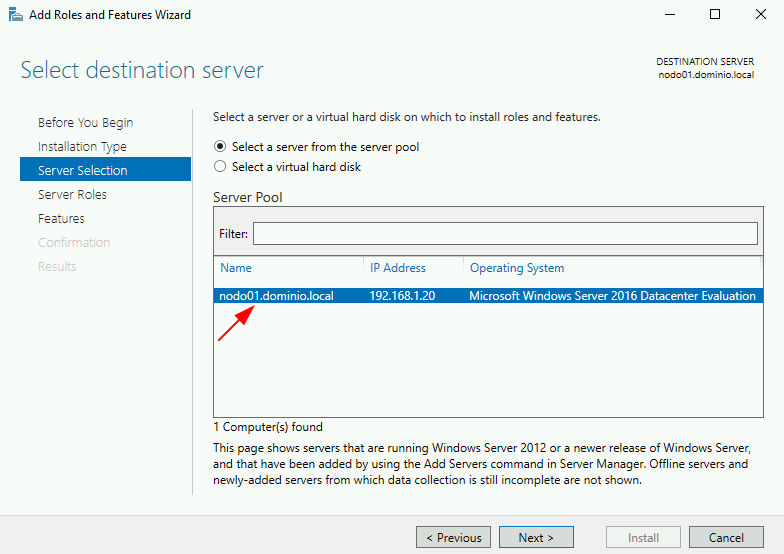 Add Roles and Features Wizard
Select destination server
DESTINATION SERVER
nodo01.dominio.local
Before You Begin
Installation Type
Server Selection
Server Roles
Features
Confirmation
Results
Select a server or a virtual hard disk on which to install roles and features.
Select a server from the server pool
Select a virtual hard disk
Server Pool
Filter:
Name IP Address Operating System
nodo01.dominio.local 192.168.1.20 Microsoft Windows Server 2016 Datacenter Evaluation
1 Computer(s) found
This page shows servers that are running Windows Server 2012 or a newer release of Windows Server,
and that have been added by using the Add Servers command in Server Manager. Offline servers and
newly-added servers from which data collection is still incomplete are not shown.
< Previous Next > Install Cancel